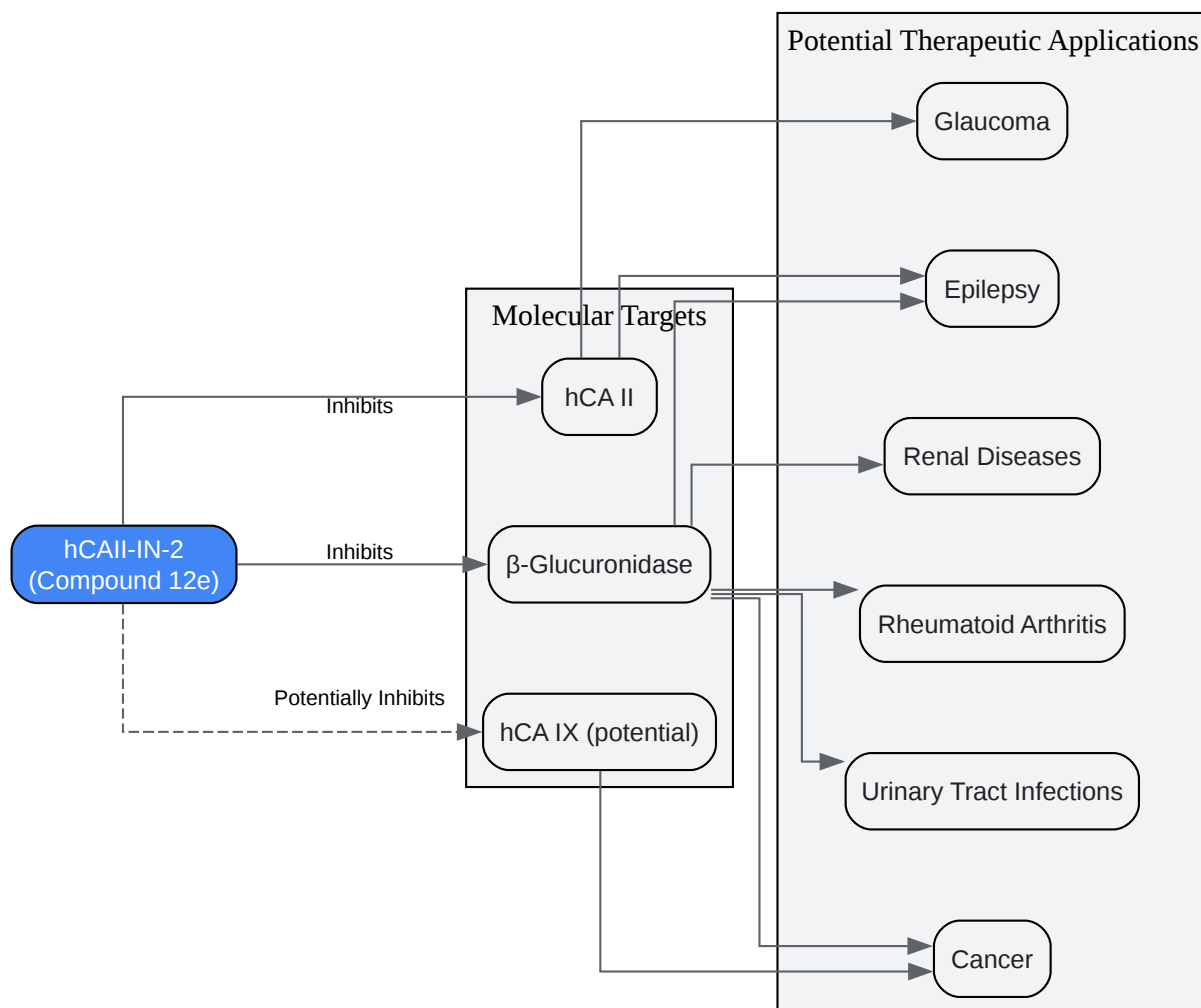 Potential Therapeutic Applications
Glaucoma
Epilepsy
Molecular Targets
hCA II
Inhibits
Renal Diseases
hCAII-IN-2
(Compound 12e)
Inhibits
β-Glucuronidase
Rheumatoid Arthritis
Potentially Inhibits
hCA IX (potential)
Urinary Tract Infections
Cancer